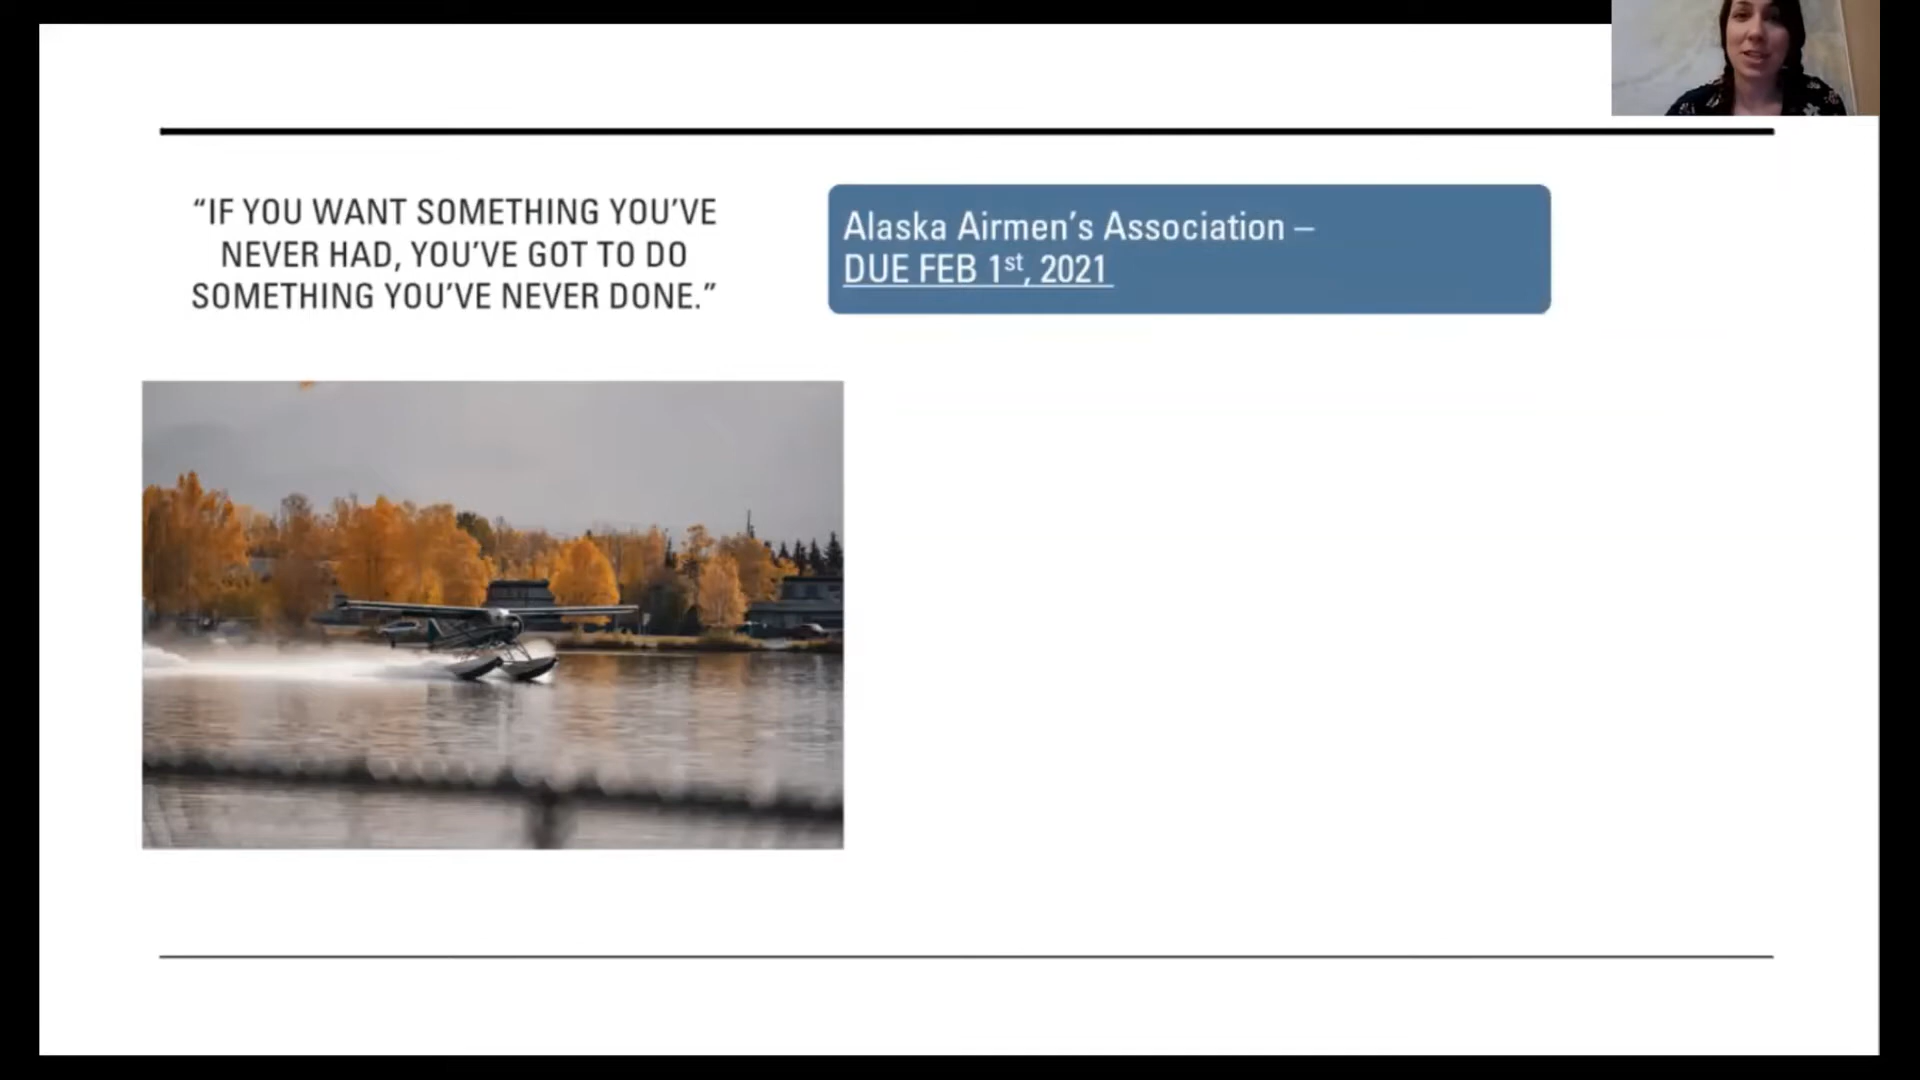 “IF YOU WANT SOMETHING YOU’VE
NEVER HAD, YOU’VE GOT TO DO
SOMETHING YOU’VE NEVER DONE.”
Alaska Airmen’s Association –
DUE FEB 1st, 2021